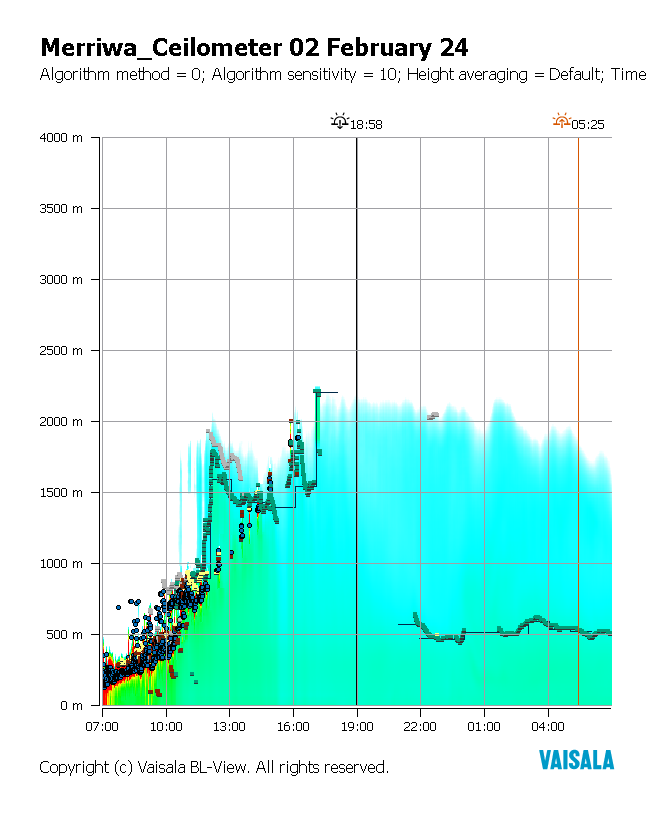 Merriwa_Ceilometer 02 February 24
Algorithm method = 0; Algorithm sensitivity = 10; Height averaging = Default; Time
18:58
05:25
4000 m
3500 m
3000 m
2500 m
2000 m
1500 m
1000 m
500 m
0 m
07:00 10:00 13:00 16:00 19:00 22:00 01:00 04:00
VAISALA
Copyright (c) Vaisala BL-View. All rights reserved.